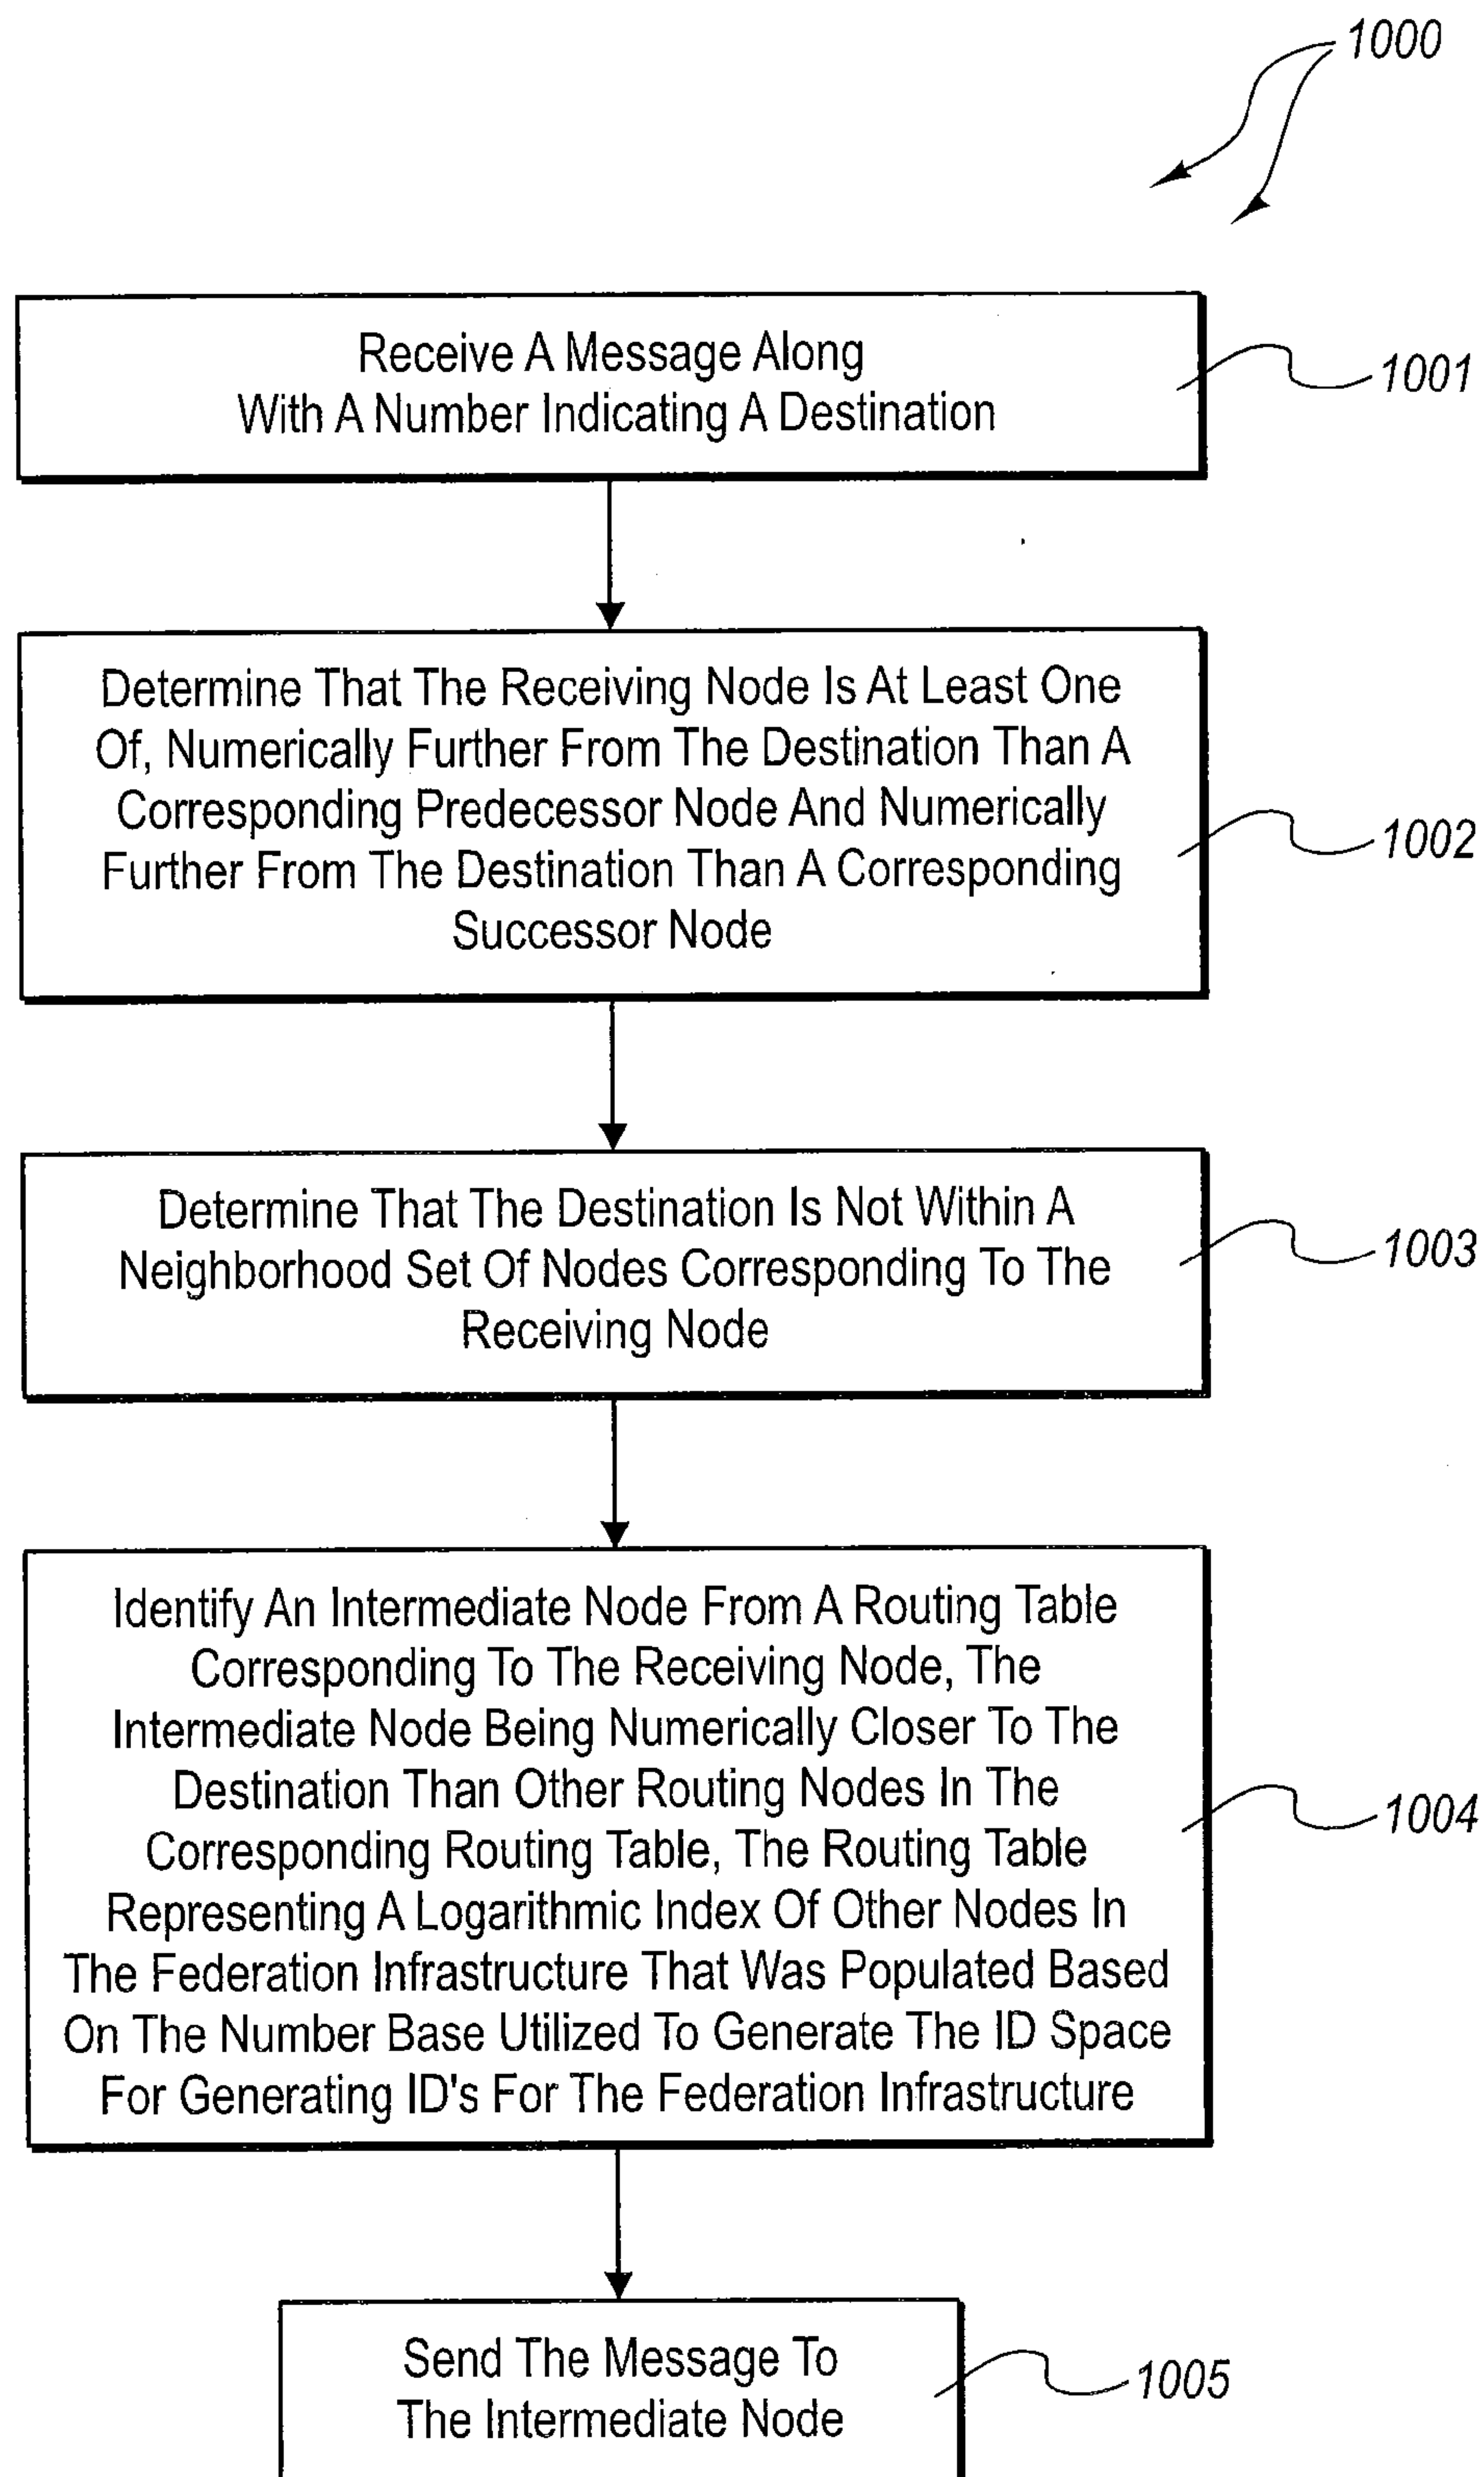 1000
Receive A Message Along
With A Number Indicating A Destination
1001
Determine That The Receiving Node Is At Least One
Of, Numerically Further From The Destination Than A
Corresponding Predecessor Node And Numerically
Further From The Destination Than A Corresponding
Successor Node
1002
Determine That The Destination Is Not Within A
Neighborhood Set Of Nodes Corresponding To The
Receiving Node
1003
Identify An Intermediate Node From A Routing Table
Corresponding To The Receiving Node, The
Intermediate Node Being Numerically Closer To The
Destination Than Other Routing Nodes In The
Corresponding Routing Table, The Routing Table
Representing A Logarithmic Index Of Other Nodes In
The Federation Infrastructure That Was Populated Based
On The Number Base Utilized To Generate The ID Space
For Generating ID's For The Federation Infrastructure
1004
Send The Message To
The Intermediate Node
1005